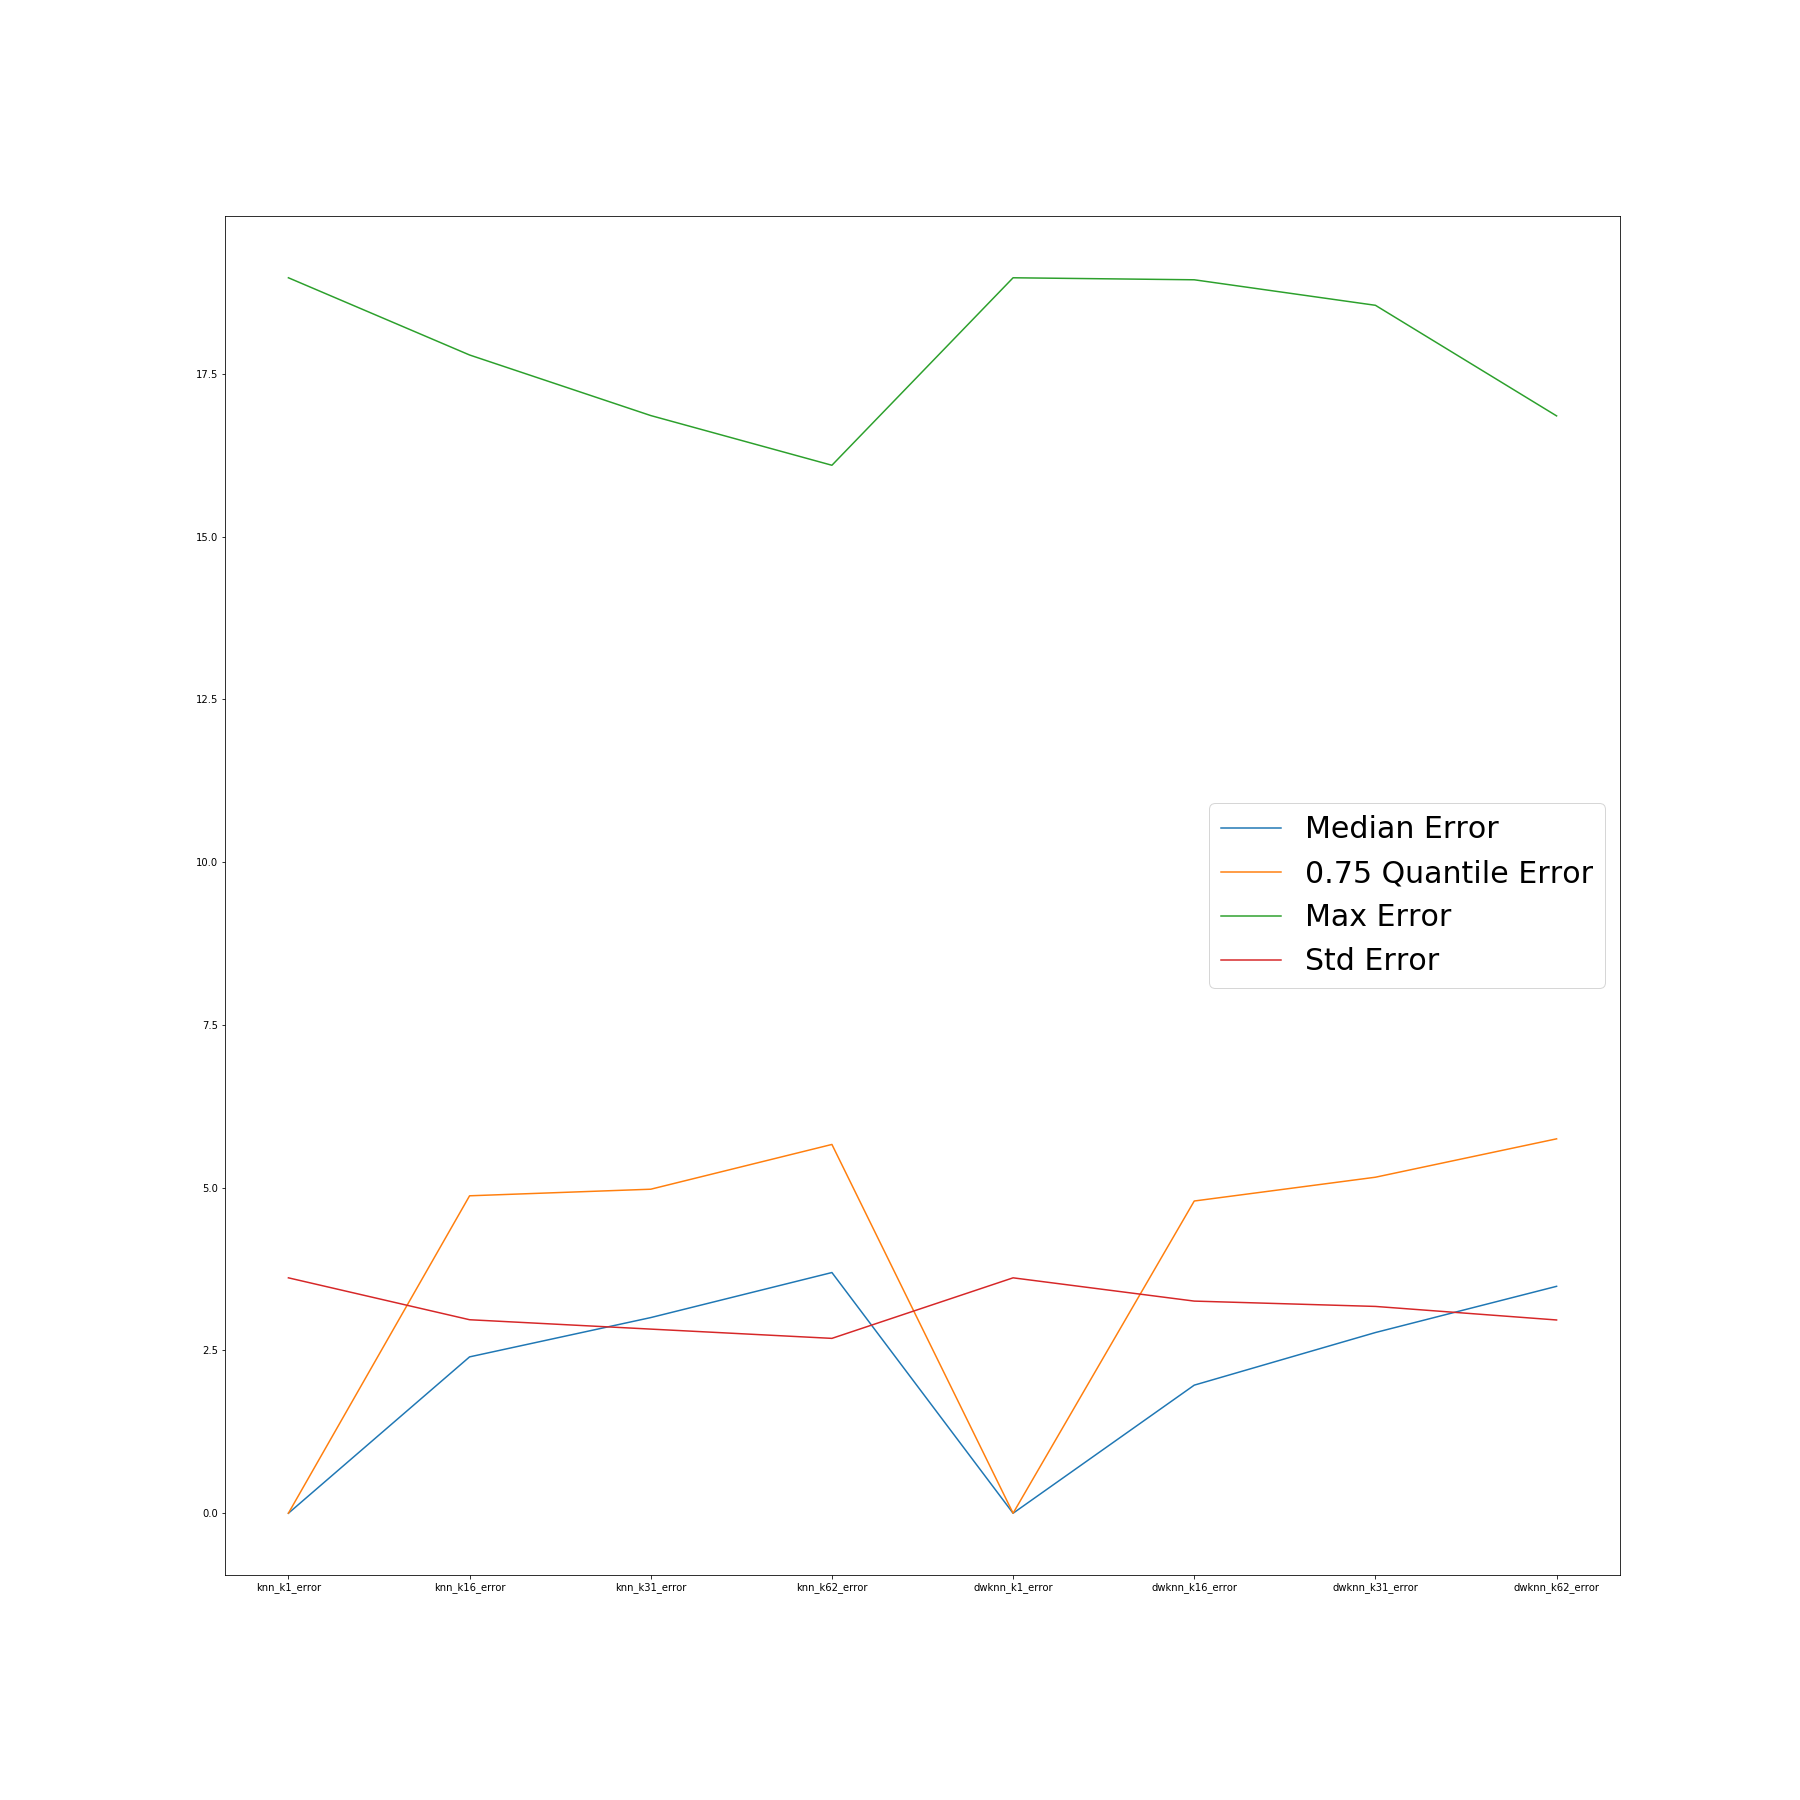 17.5
15.0
12.5
10.0
7.5
5.0
2.5
0.0
Median Error
0.75 Quantile Error
Max Error
Std Error
knn_k1_error knn_k16_error knn_k31_error knn_k62_error dwknn_k1_error dwknn_k16_error dwknn_k31_error dwknn_k62_error